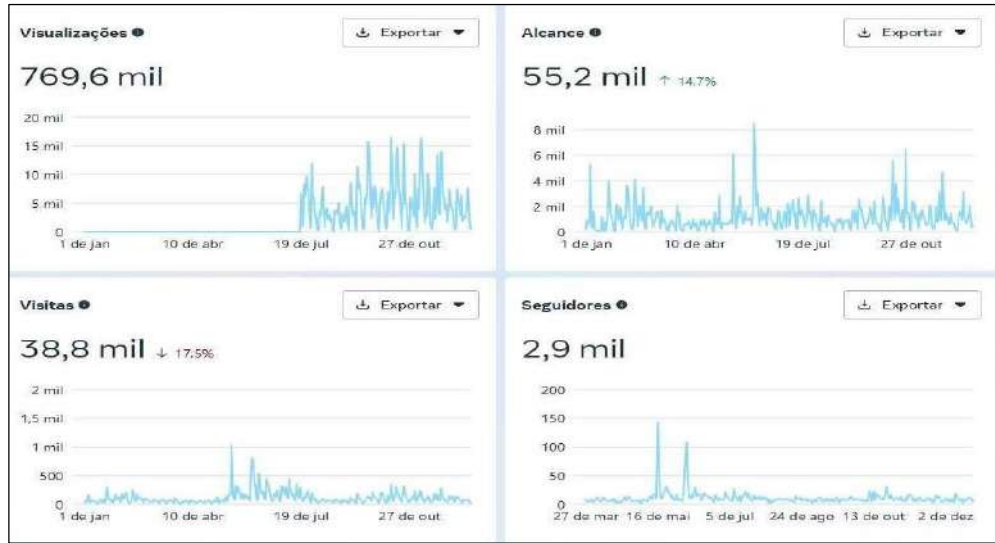 Visualizações
Exportar
769,6 mil
20 mil
15 mil
10 mil
5 mil
0
1 de jan 10 de abr 19 de jul 27 de out
Alcance
Exportar
55,2 mil ↑ 14.7%
8 mil
6 mil
4 mil
2 mil
0
1 de jan 10 de abr 19 de jul 27 de out
Visitas
Exportar
38,8 mil ↓ 17.5%
2 mil
1,5 mil
1 mil
500
0
1 de jan 10 de abr 19 de jul 27 de out
Seguidores
Exportar
2,9 mil
200
150
100
50
0
27 de mar 16 de mai 5 de jul 24 de ago 13 de out 2 de dez